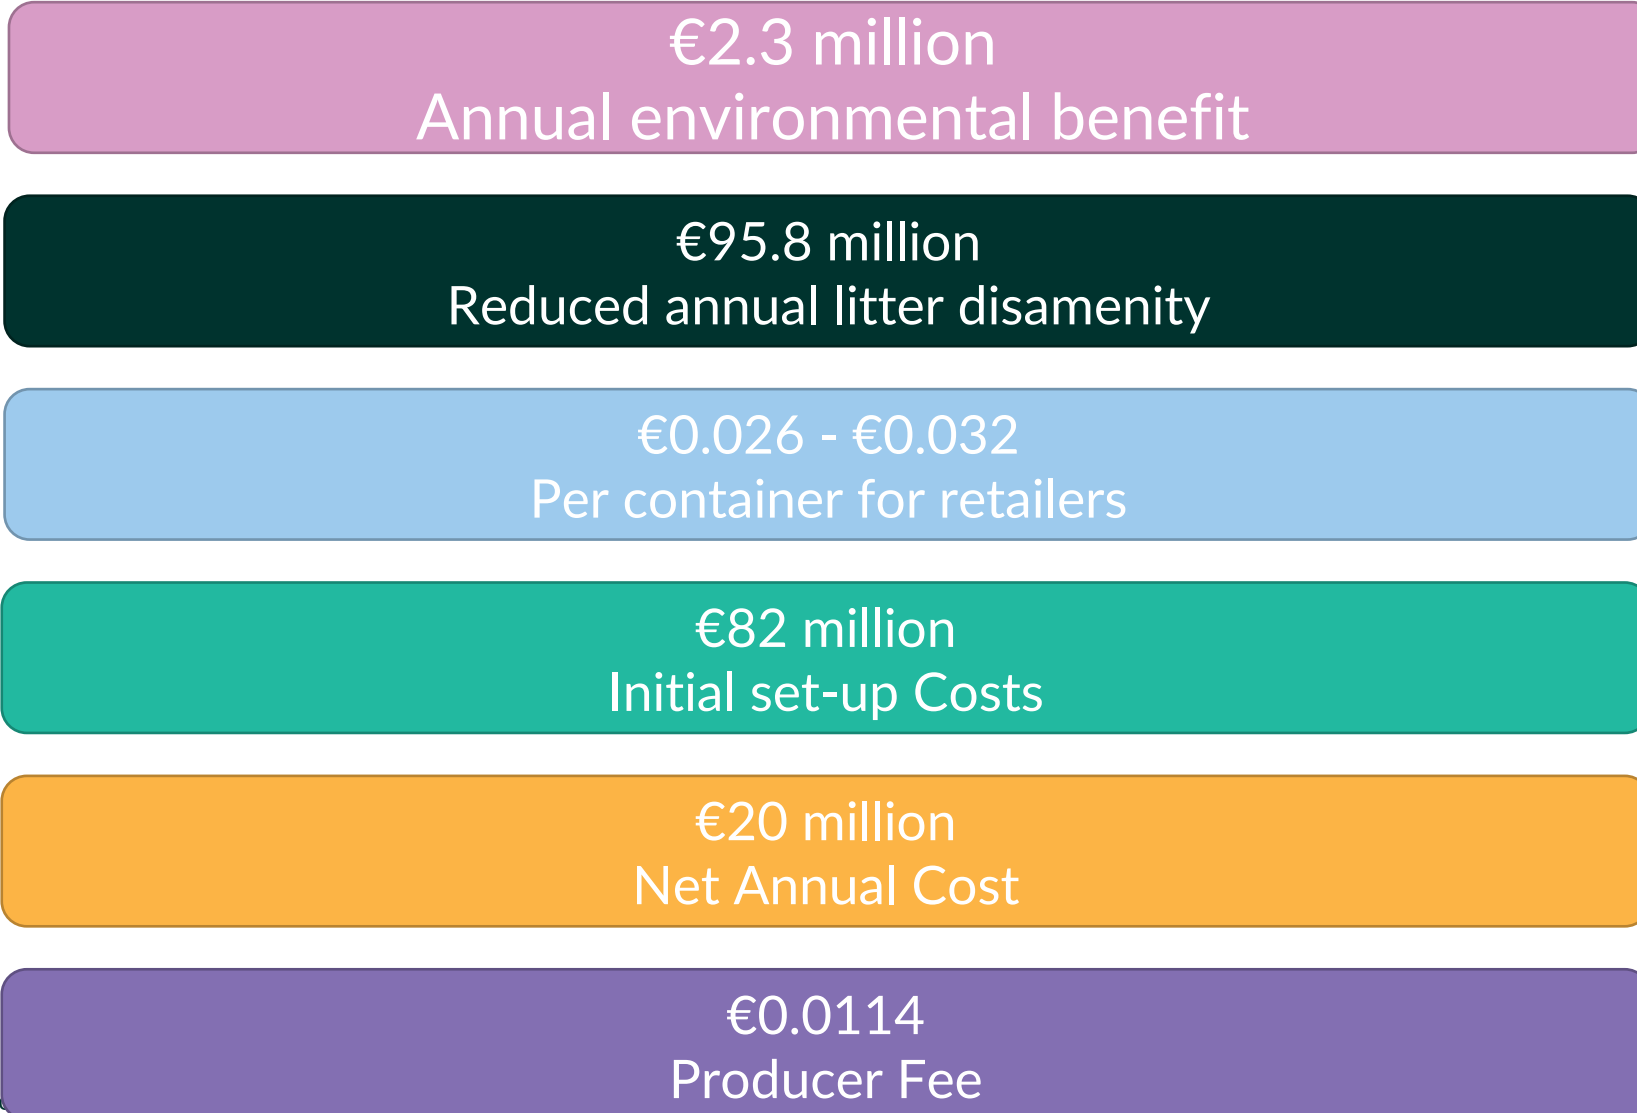 €2.3 million
Annual environmental benefit
€95.8 million
Reduced annual litter disamenity
€0.026 - €0.032
Per container for retailers
€82 million
Initial set-up Costs
€20 million
Net Annual Cost
€0.0114
Producer Fee